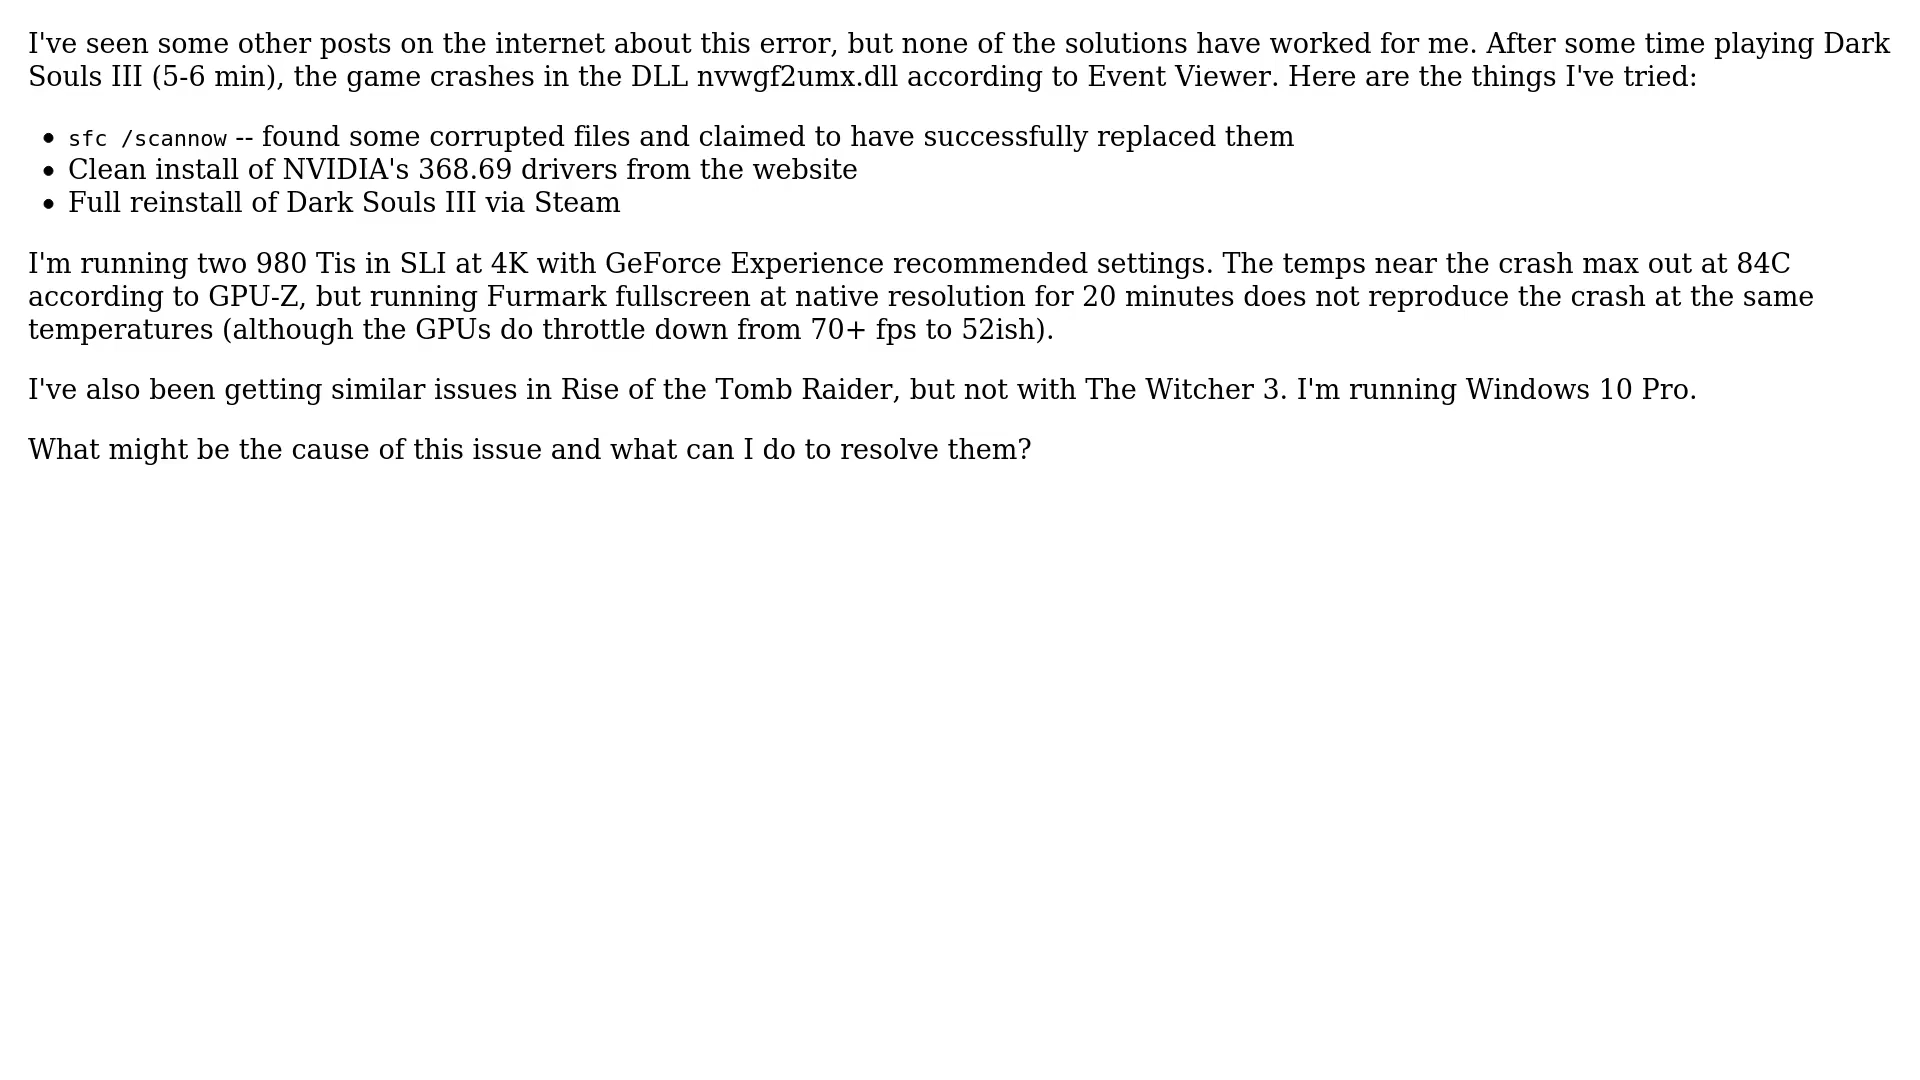 I've seen some other posts on the internet about this error, but none of the solutions have worked for me. After some time playing Dark
Souls III (5-6 min), the game crashes in the DLL nvwgf2umx.dll according to Event Viewer. Here are the things I've tried:
• sfc /scannow -- found some corrupted files and claimed to have successfully replaced them
• Clean install of NVIDIA's 368.69 drivers from the website
• Full reinstall of Dark Souls III via Steam
I'm running two 980 Tis in SLI at 4K with GeForce Experience recommended settings. The temps near the crash max out at 84C
according to GPU-Z, but running Furmark fullscreen at native resolution for 20 minutes does not reproduce the crash at the same
temperatures (although the GPUs do throttle down from 70+ fps to 52ish).
I've also been getting similar issues in Rise of the Tomb Raider, but not with The Witcher 3. I'm running Windows 10 Pro.
What might be the cause of this issue and what can I do to resolve them?